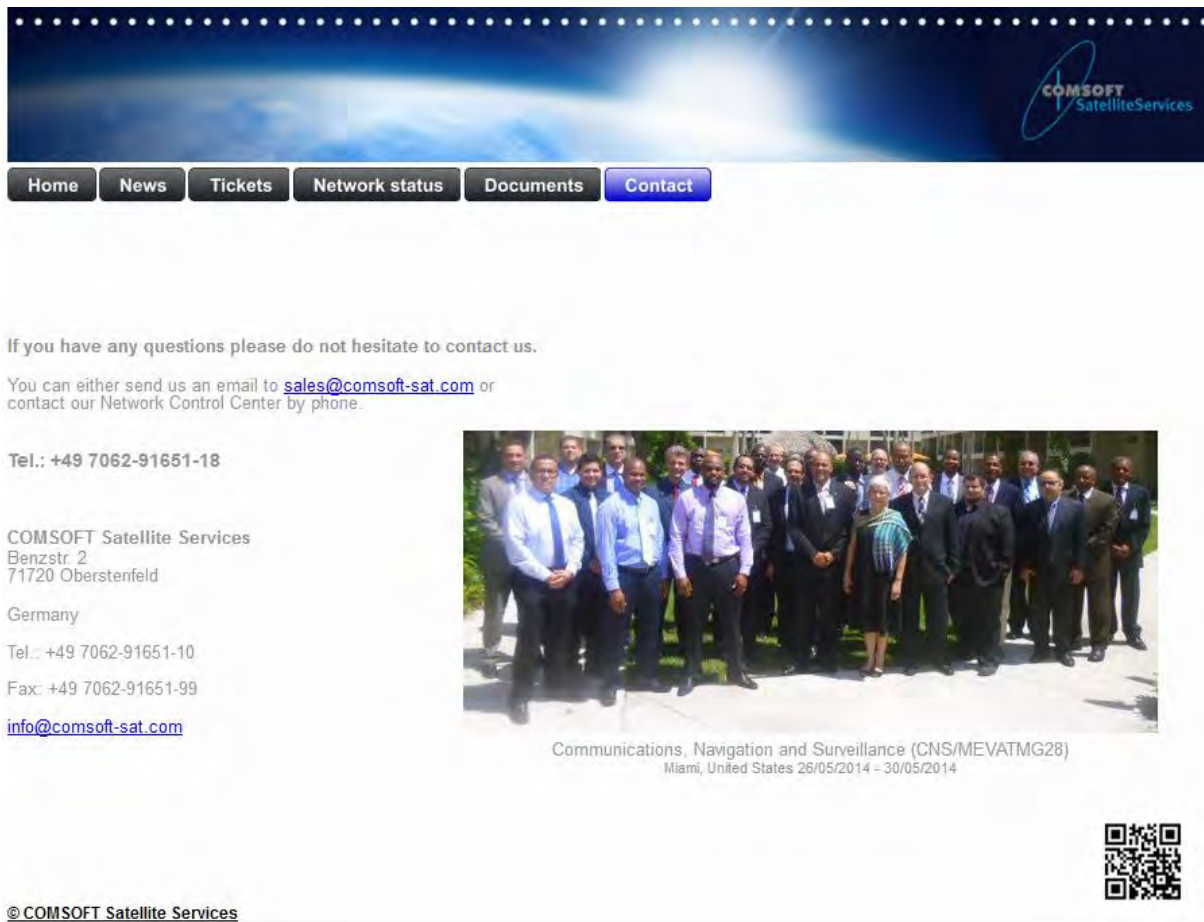 COMSOFT
SatelliteServices
Home News Tickets Network status Documents Contact
If you have any questions please do not hesitate to contact us.
You can either send us an email to sales@comsoft-sat.com or
contact our Network Control Center by phone.
Tel.: +49 7062-91651-18
COMSOFT Satellite Services
Benzstr. 2
71720 Oberstenfeld
Germany
Tel.: +49 7062-91651-10
Fax: +49 7062-91651-99
info@comsoft-sat.com
Communications, Navigation and Surveillance (CNS/MEVATMG28)
Miami, United States 26/05/2014 - 30/05/2014
© COMSOFT Satellite Services